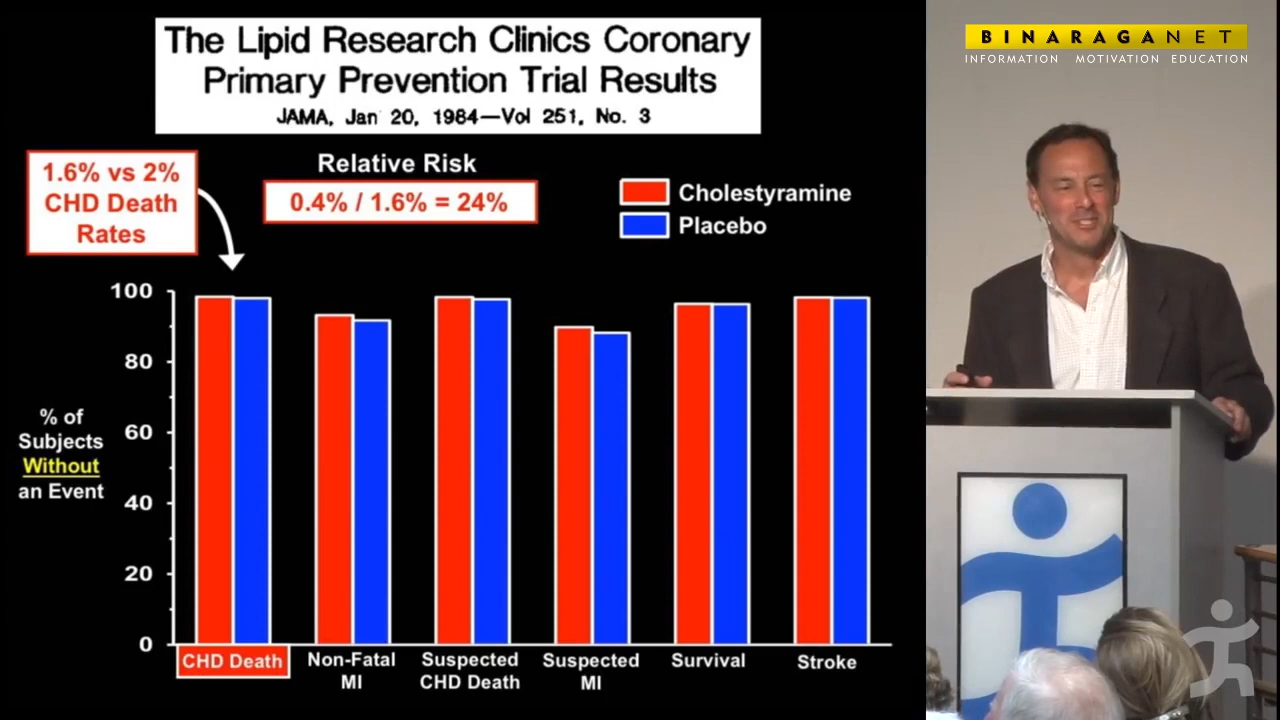 The Lipid Research Clinics Coronary
Primary Prevention Trial Results
JAMA, Jan 20, 1984—Vol 251, No. 3
1.6% vs 2%
CHD Death
Rates
Relative Risk
0.4% / 1.6% = 24%
Cholestyramine
Placebo
100
80
60
40
20
0
% of
Subjects
Without
an Event
CHD Death
Non-Fatal
MI
Suspected
CHD Death
Suspected
MI
Survival
Stroke
BINARAGANET
INFORMATION MOTIVATION EDUCATION